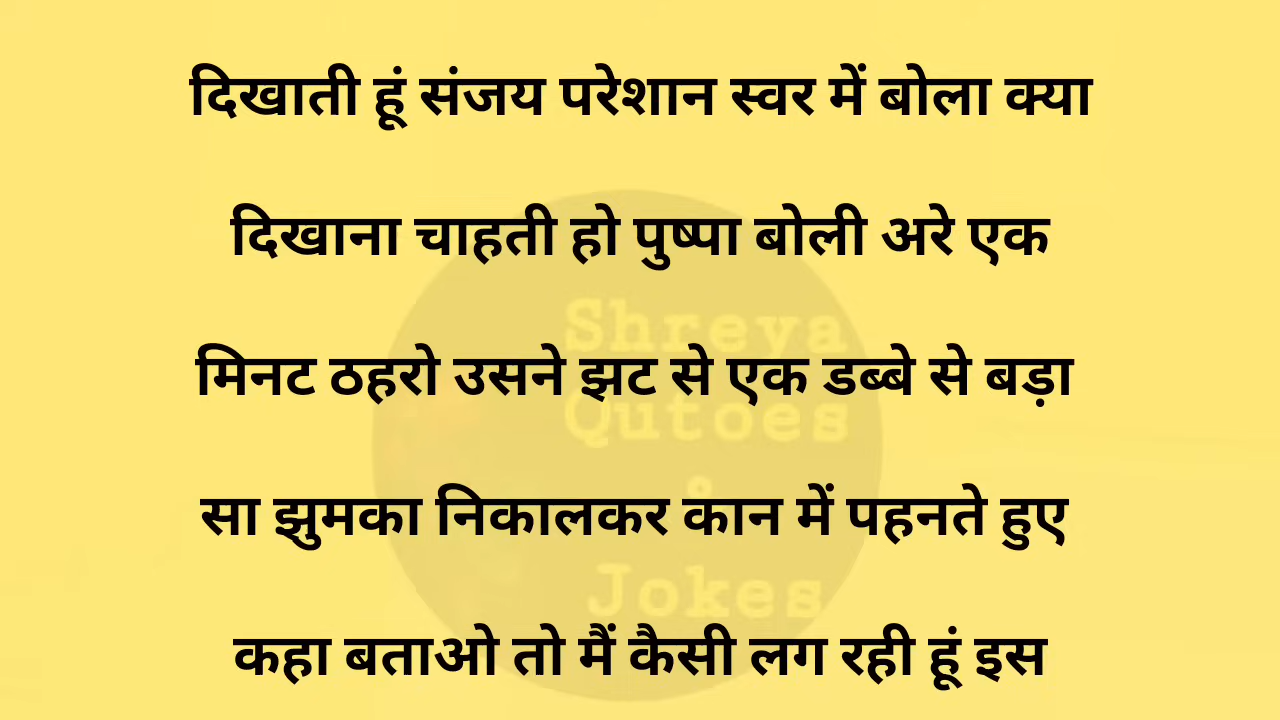 दिखाती हूं संजय परेशान स्वर में बोला क्या
दिखाना चाहती हो पुष्पा बोली अरे एक
मिनट ठहरो उसने झट से एक डब्बे से बड़ा
सा झुमका निकालकर कान में पहनते हुए
कहा बताओ तो मैं कैसी लग रही हूं इस
Shreya
Qutoes
&
Jokes